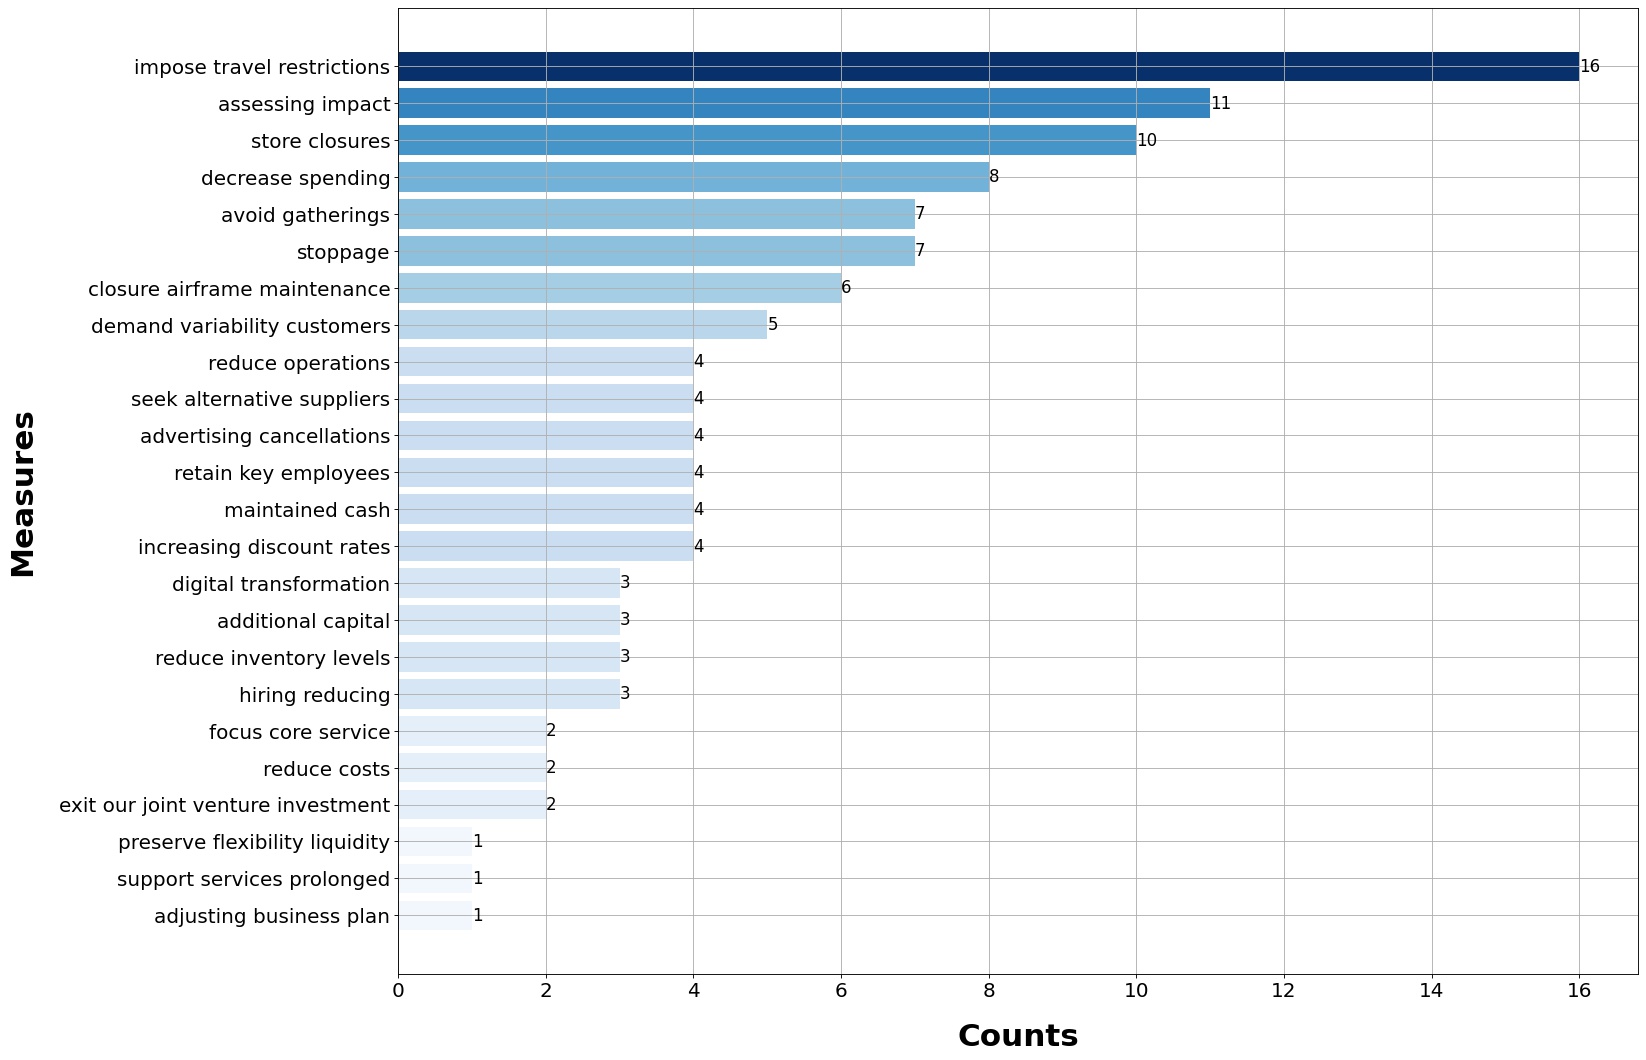 impose travel restrictions 16
assessing impact 11
store closures 10
decrease spending 8
avoid gatherings 7
stoppage 7
closure airframe maintenance 6
demand variability customers 5
reduce operations 4
seek alternative suppliers 4
advertising cancellations 4
retain key employees 4
maintained cash 4
increasing discount rates 4
digital transformation 3
additional capital 3
reduce inventory levels 3
hiring reducing 3
focus core service 2
reduce costs 2
exit our joint venture investment 2
preserve flexibility liquidity 1
support services prolonged 1
adjusting business plan 1
Measures
0 2 4 6 8 10 12 14 16
Counts